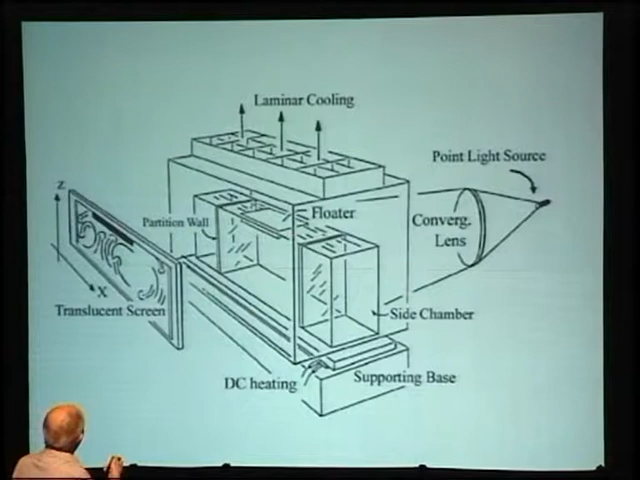 Laminar Cooling
Point Light Source
Floater
Partition Wall
Converg.
Lens
Z
X
Translucent Screen
Side Chamber
DC heating
Supporting Base